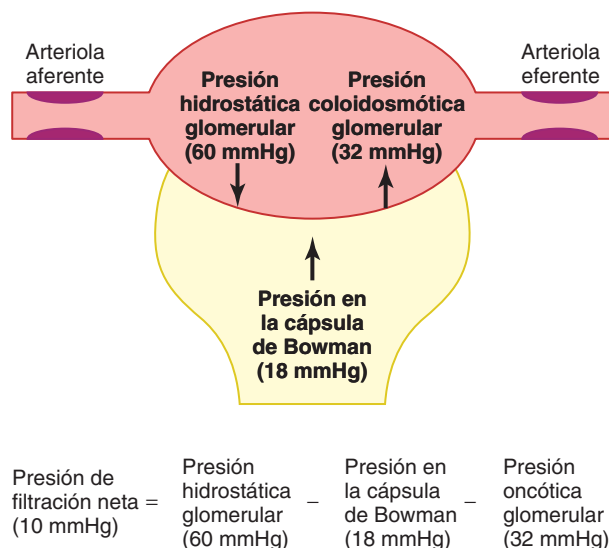 Arteriola
aferente
Presión
hidrostática
glomerular
(60 mmHg)
Presión
coloidosmótica
glomerular
(32 mmHg)
Arteriola
eferente
Presión en
la cápsula
de Bowman
(18 mmHg)
Presión de
filtración neta =
(10 mmHg)
Presión
hidrostática
glomerular
(60 mmHg)
–
Presión en
la cápsula
de Bowman
(18 mmHg)
–
Presión
oncótica
glomerular
(32 mmHg)